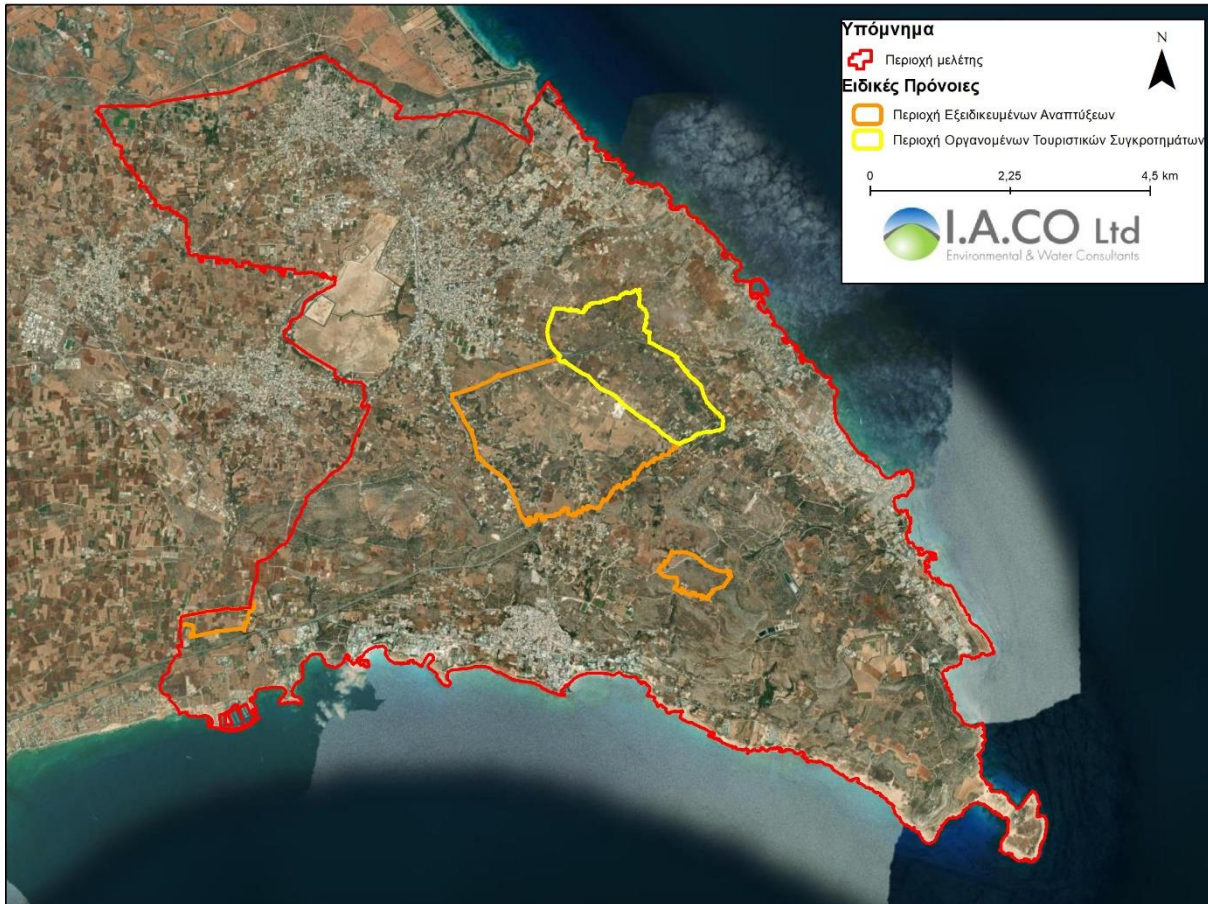 Υπόμνημα
Περιοχή μελέτης
Ειδικές Πρόνοιες
Περιοχή Εξειδικευμένων Αναπτύξεων
Περιοχή Οργανομένων Τουριστικών Συγκροτημάτων
N
0 2,25 4,5 km
I.A.CO Ltd
Environmental & Water Consultants